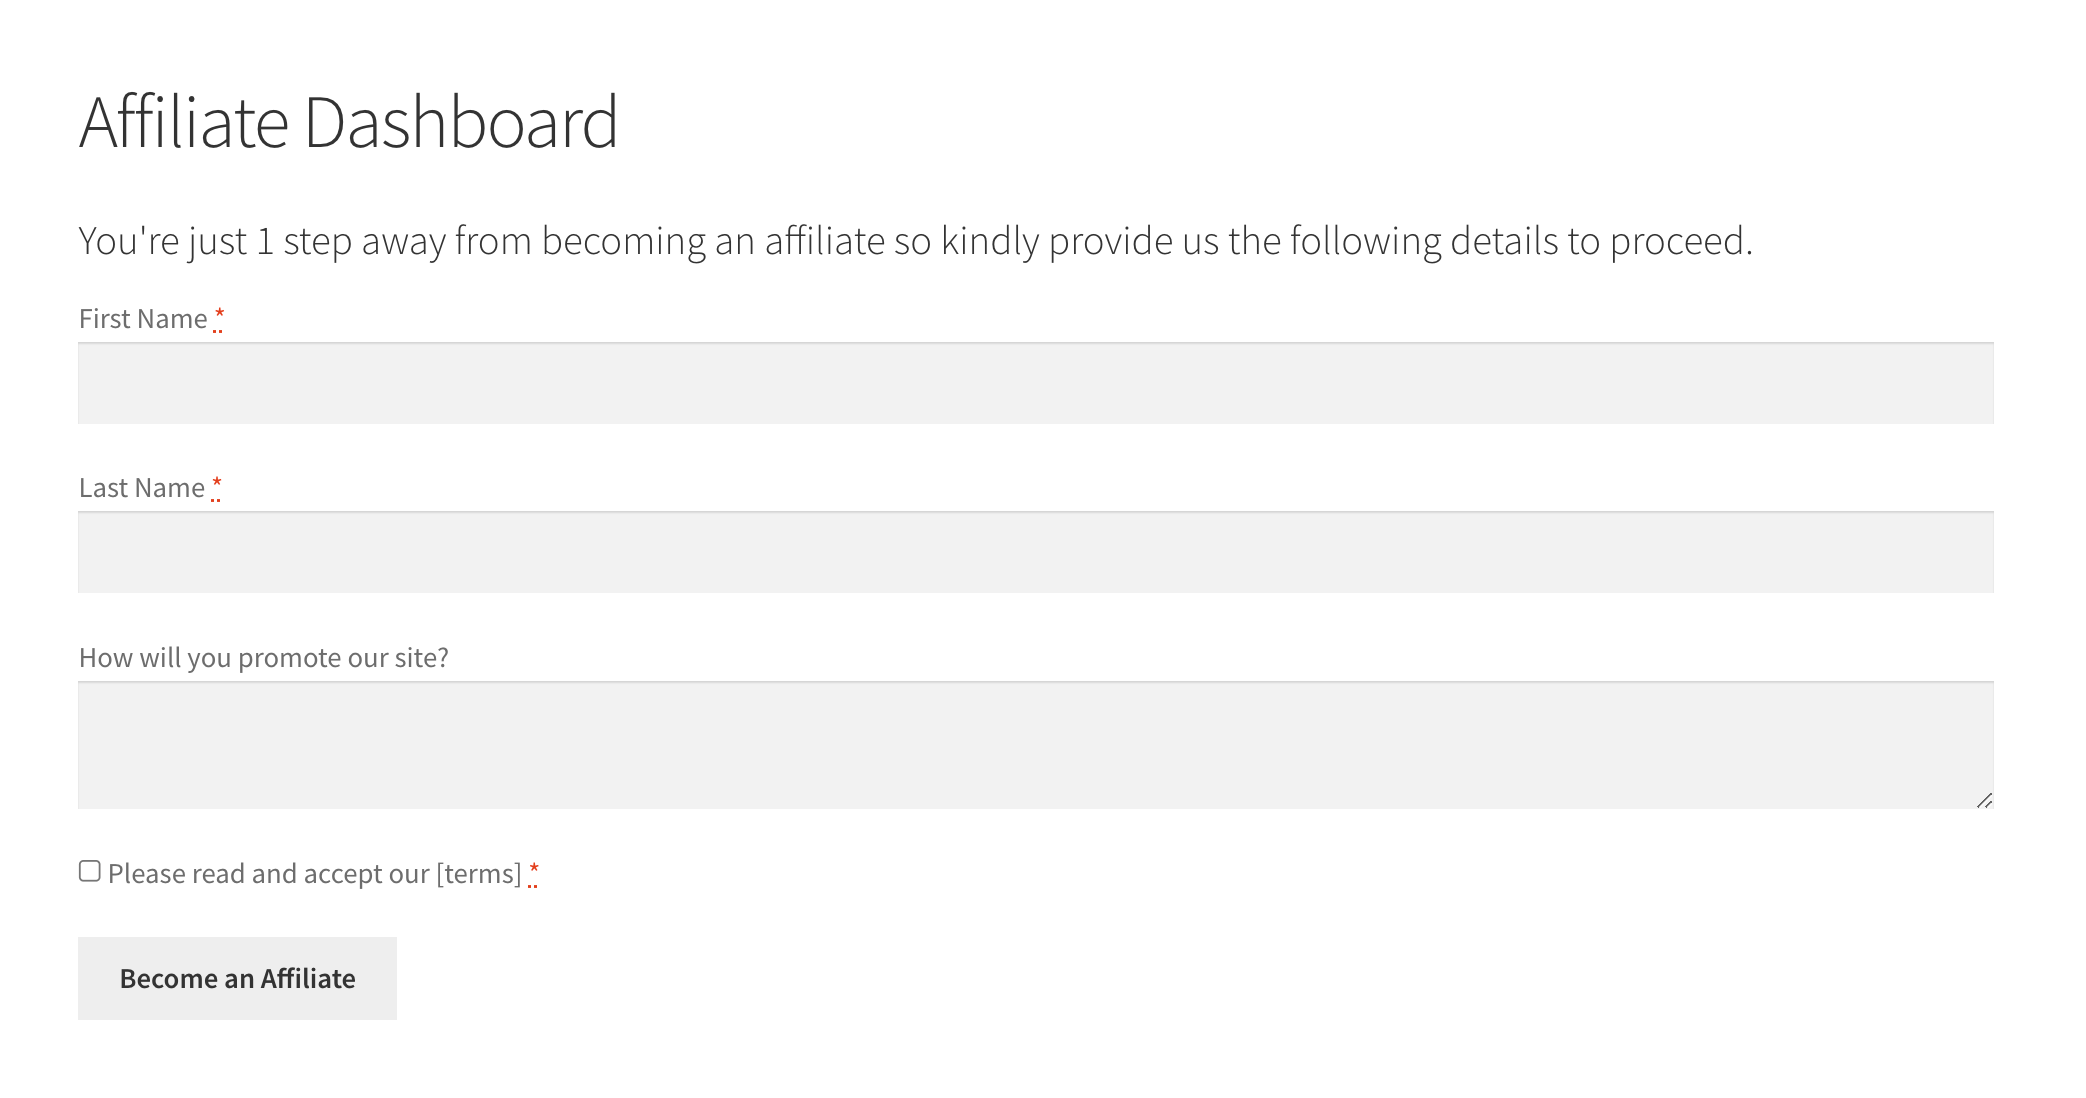 Affiliate Dashboard
You're just 1 step away from becoming an affiliate so kindly provide us the following details to proceed.
First Name *
Last Name *
How will you promote our site?
Please read and accept our [terms] *
Become an Affiliate